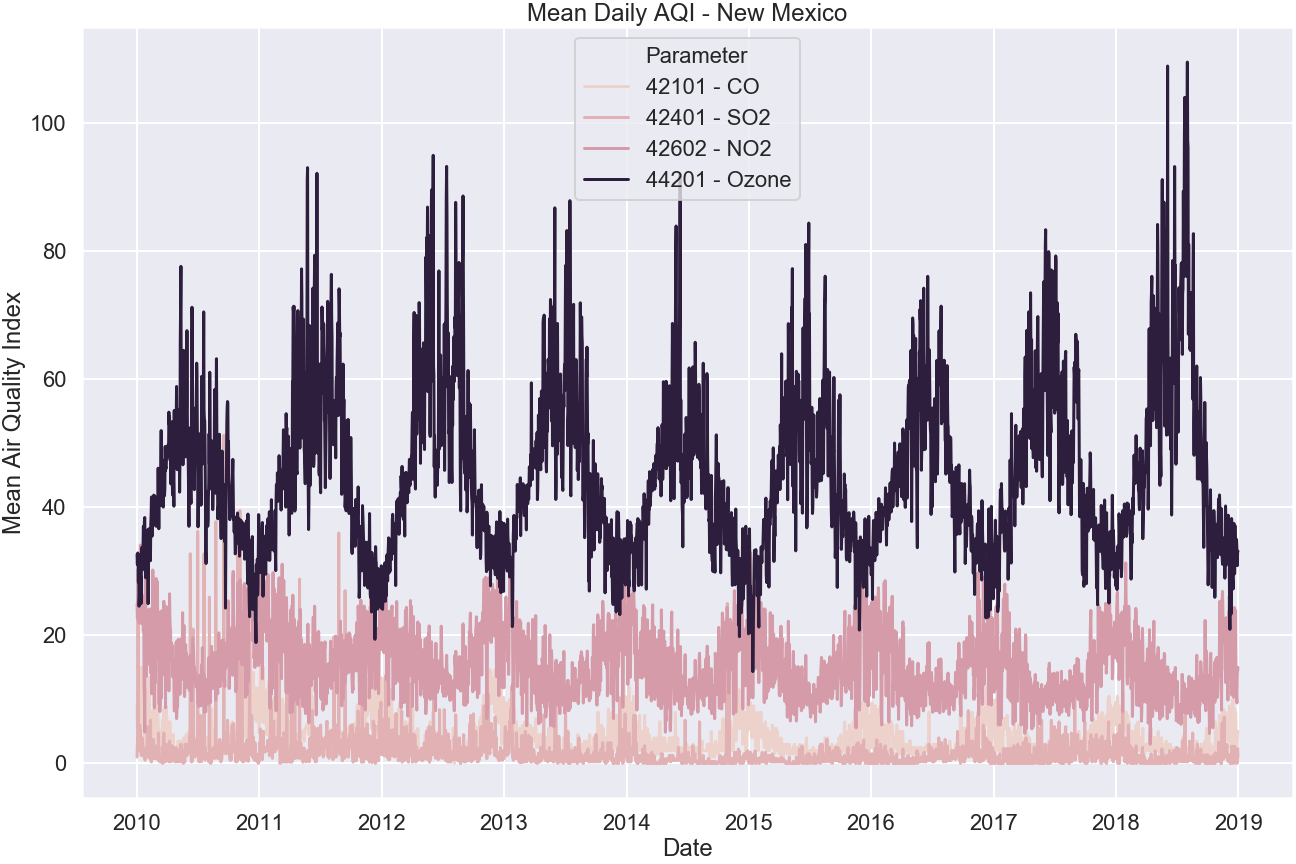 Mean Daily AQI - New Mexico
Parameter
42101 - CO
42401 - SO2
42602 - NO2
44201 - Ozone
Mean Air Quality Index
100
80
60
40
20
0
2010 2011 2012 2013 2014 2015 2016 2017 2018 2019
Date